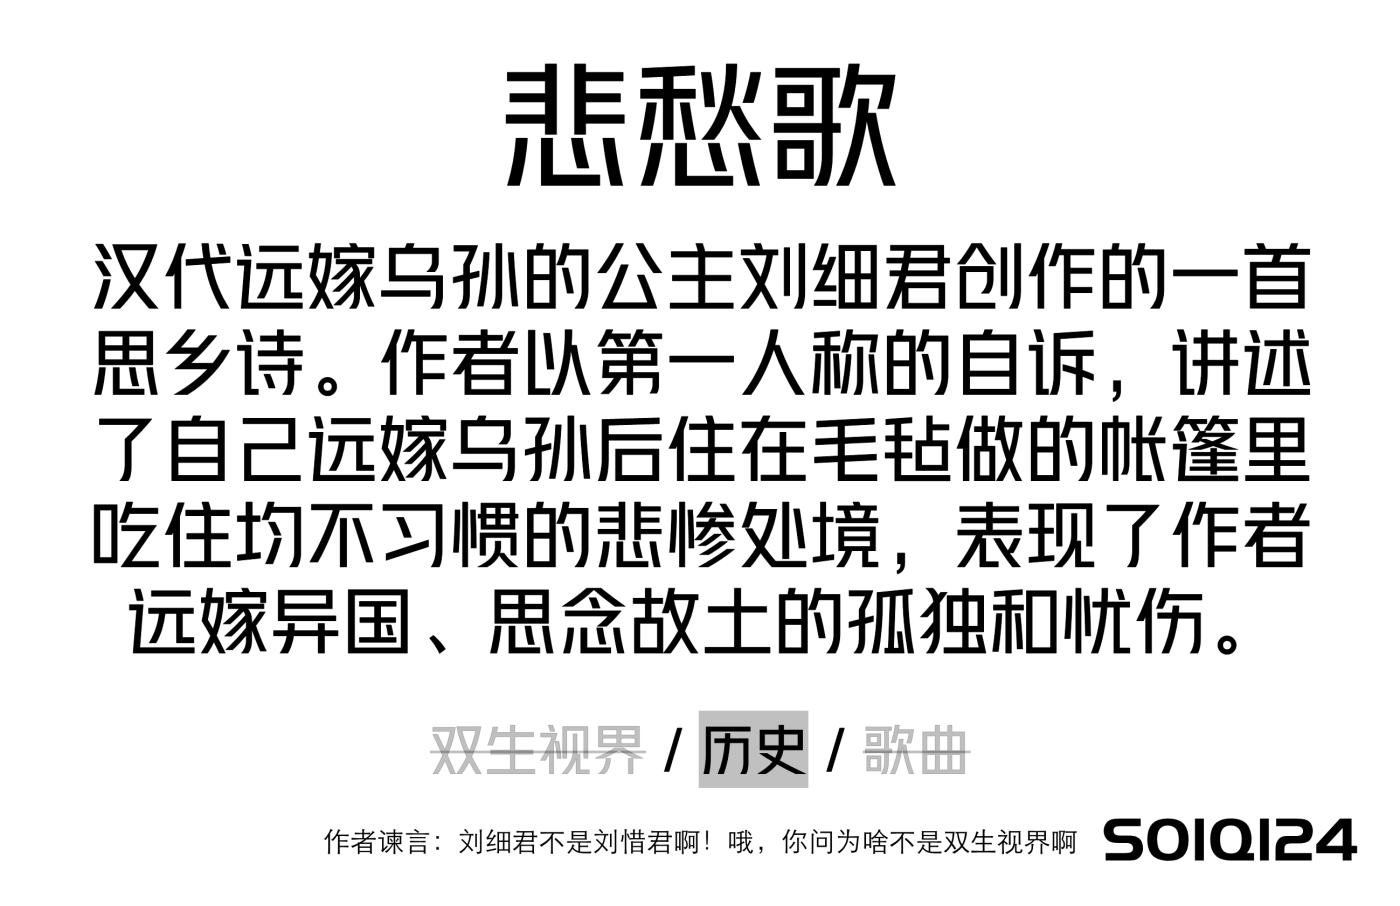 悲愁歌
汉代远嫁乌孙的公主刘细君创作的一首
思乡诗。作者以第一人称的自诉，讲述
了自己远嫁乌孙后住在毛毡做的帐篷里
吃住均不习惯的悲惨处境，表现了作者
远嫁异国、思念故土的孤独和忧伤。
双生视界 / 历史 / 歌曲
作者谏言：刘细君不是刘惜君啊！哦，你问为啥不是双生视界啊 S01Q124